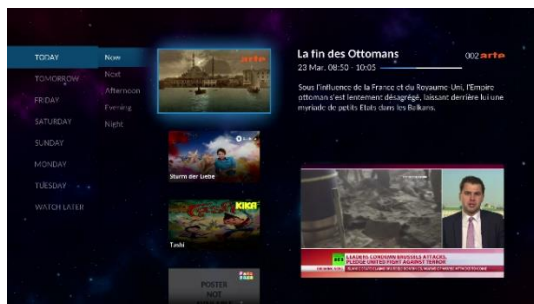 TODAY
TOMORROW
FRIDAY
SATURDAY
SUNDAY
MONDAY
TUESDAY
WATCH LATER
Now
Next
Afternoon
Evening
Night
arte
Sturm der Liebe
KiKA
Tashi
POSTER
NOT
La fin des Ottomans
002 arte
23 Mar, 08:50 - 10:05
Sous l'influence de la France et du Royaume-Uni, l'Empire
ottoman s'est lentement désagrégé, laissant derrière lui une
myriade de petits Etats dans les Balkans.
RT
LEADERS CONDEMN BRUSSELS ATTACKS,
PLEDGE UNITED FIGHT AGAINST TERROR